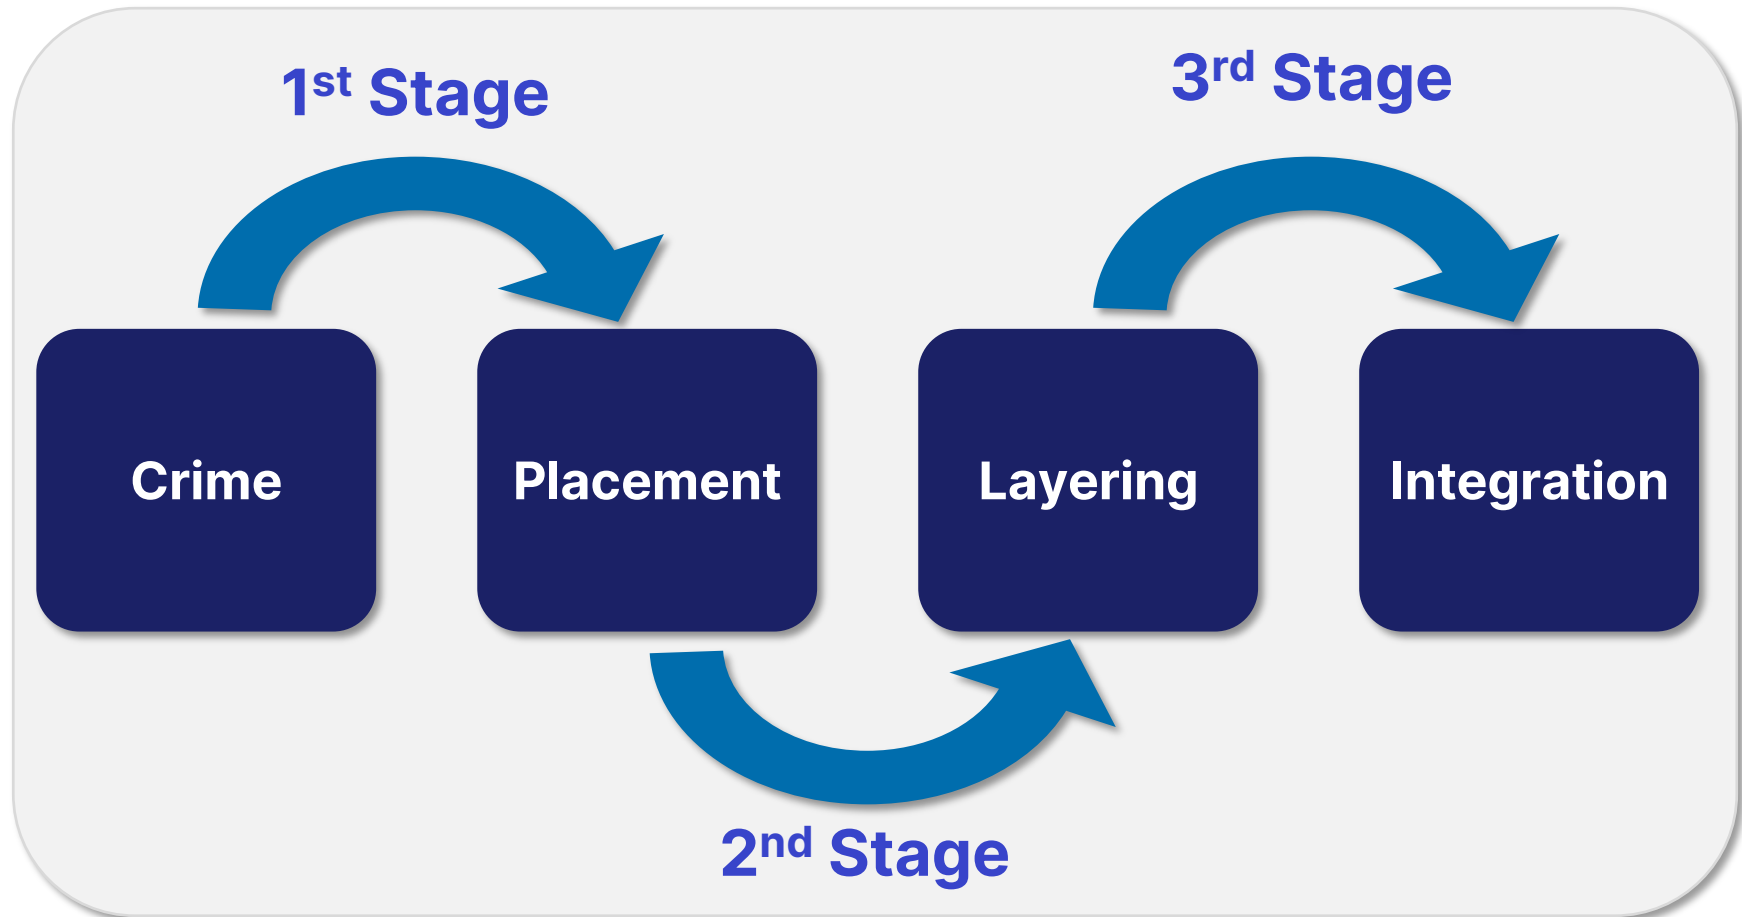 1st Stage
3rd Stage
Crime
Placement
Layering
Integration
2nd Stage